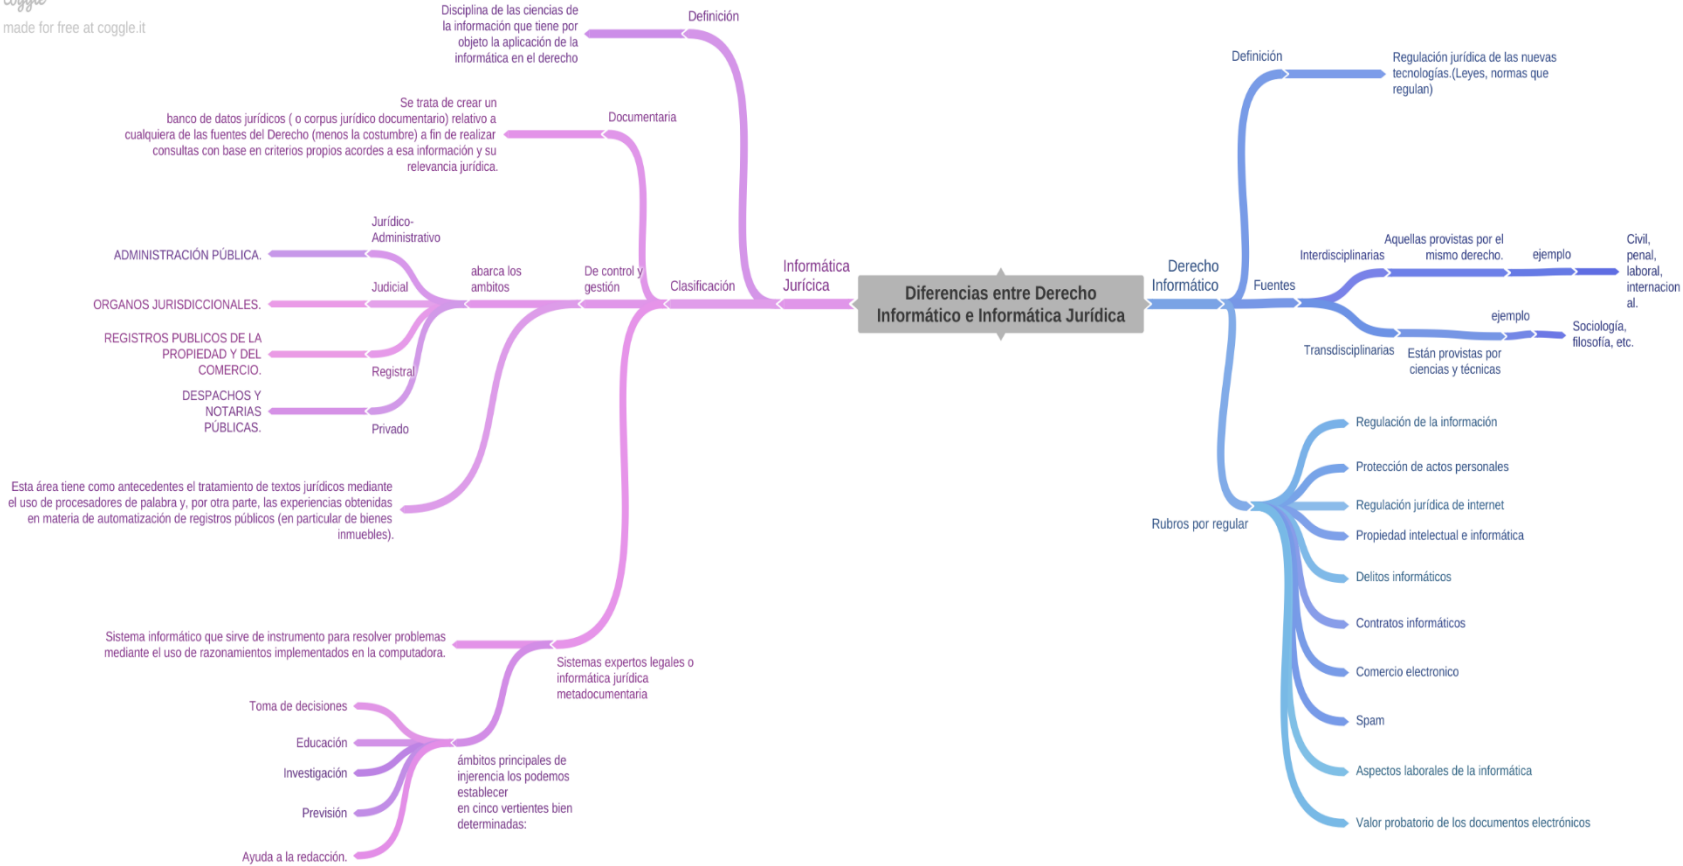 coggle
made for free at coggle.it
Diferencias entre Derecho
Informático e Informática Jurídica
Informática
Jurícica
Definición
Disciplina de las ciencias de
la información que tiene por
objeto la aplicación de la
informática en el derecho
Clasificación
Documentaria
Se trata de crear un
banco de datos jurídicos ( o corpus jurídico documentario) relativo a
cualquiera de las fuentes del Derecho (menos la costumbre) a fin de realizar
consultas con base en criterios propios acordes a esa información y su
relevancia jurídica.
De control y
gestión
abarca los
ambitos
Jurídico-
Administrativo
ADMINISTRACIÓN PÚBLICA.
Judicial
ORGANOS JURISDICCIONALES.
Registral
REGISTROS PUBLICOS DE LA
PROPIEDAD Y DEL
COMERCIO.
Privado
DESPACHOS Y
NOTARIAS
PÚBLICAS.
Esta área tiene como antecedentes el tratamiento de textos jurídicos mediante
el uso de procesadores de palabra y, por otra parte, las experiencias obtenidas
en materia de automatización de registros públicos (en particular de bienes
inmuebles).
Sistemas expertos legales o
informática jurídica
metadocumentaria
Sistema informático que sirve de instrumento para resolver problemas
mediante el uso de razonamientos implementados en la computadora.
ámbitos principales de
injerencia los podemos
establecer
en cinco vertientes bien
determinadas:
Toma de decisiones
Educación
Investigación
Previsión
Ayuda a la redacción.
Derecho
Informático
Definición
Regulación jurídica de las nuevas
tecnologías.(Leyes, normas que
regulan)
Fuentes
Interdisciplinarias
Aquellas provistas por el
mismo derecho.
ejemplo
Civil,
penal,
laboral,
internacion
al.
Transdisciplinarias
Están provistas por
ciencias y técnicas
ejemplo
Sociología,
filosofía, etc.
Rubros por regular
Regulación de la información
Protección de actos personales
Regulación jurídica de internet
Propiedad intelectual e informática
Delitos informáticos
Contratos informáticos
Comercio electronico
Spam
Aspectos laborales de la informática
Valor probatorio de los documentos electrónicos